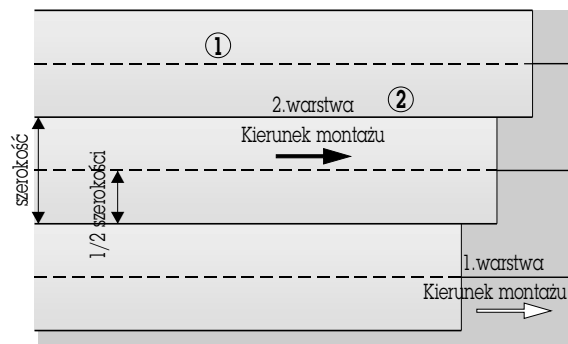 1
2.warstwa
2
Kierunek montażu
szerokość
1/2 szerokości
1.warstwa
Kierunek montażu